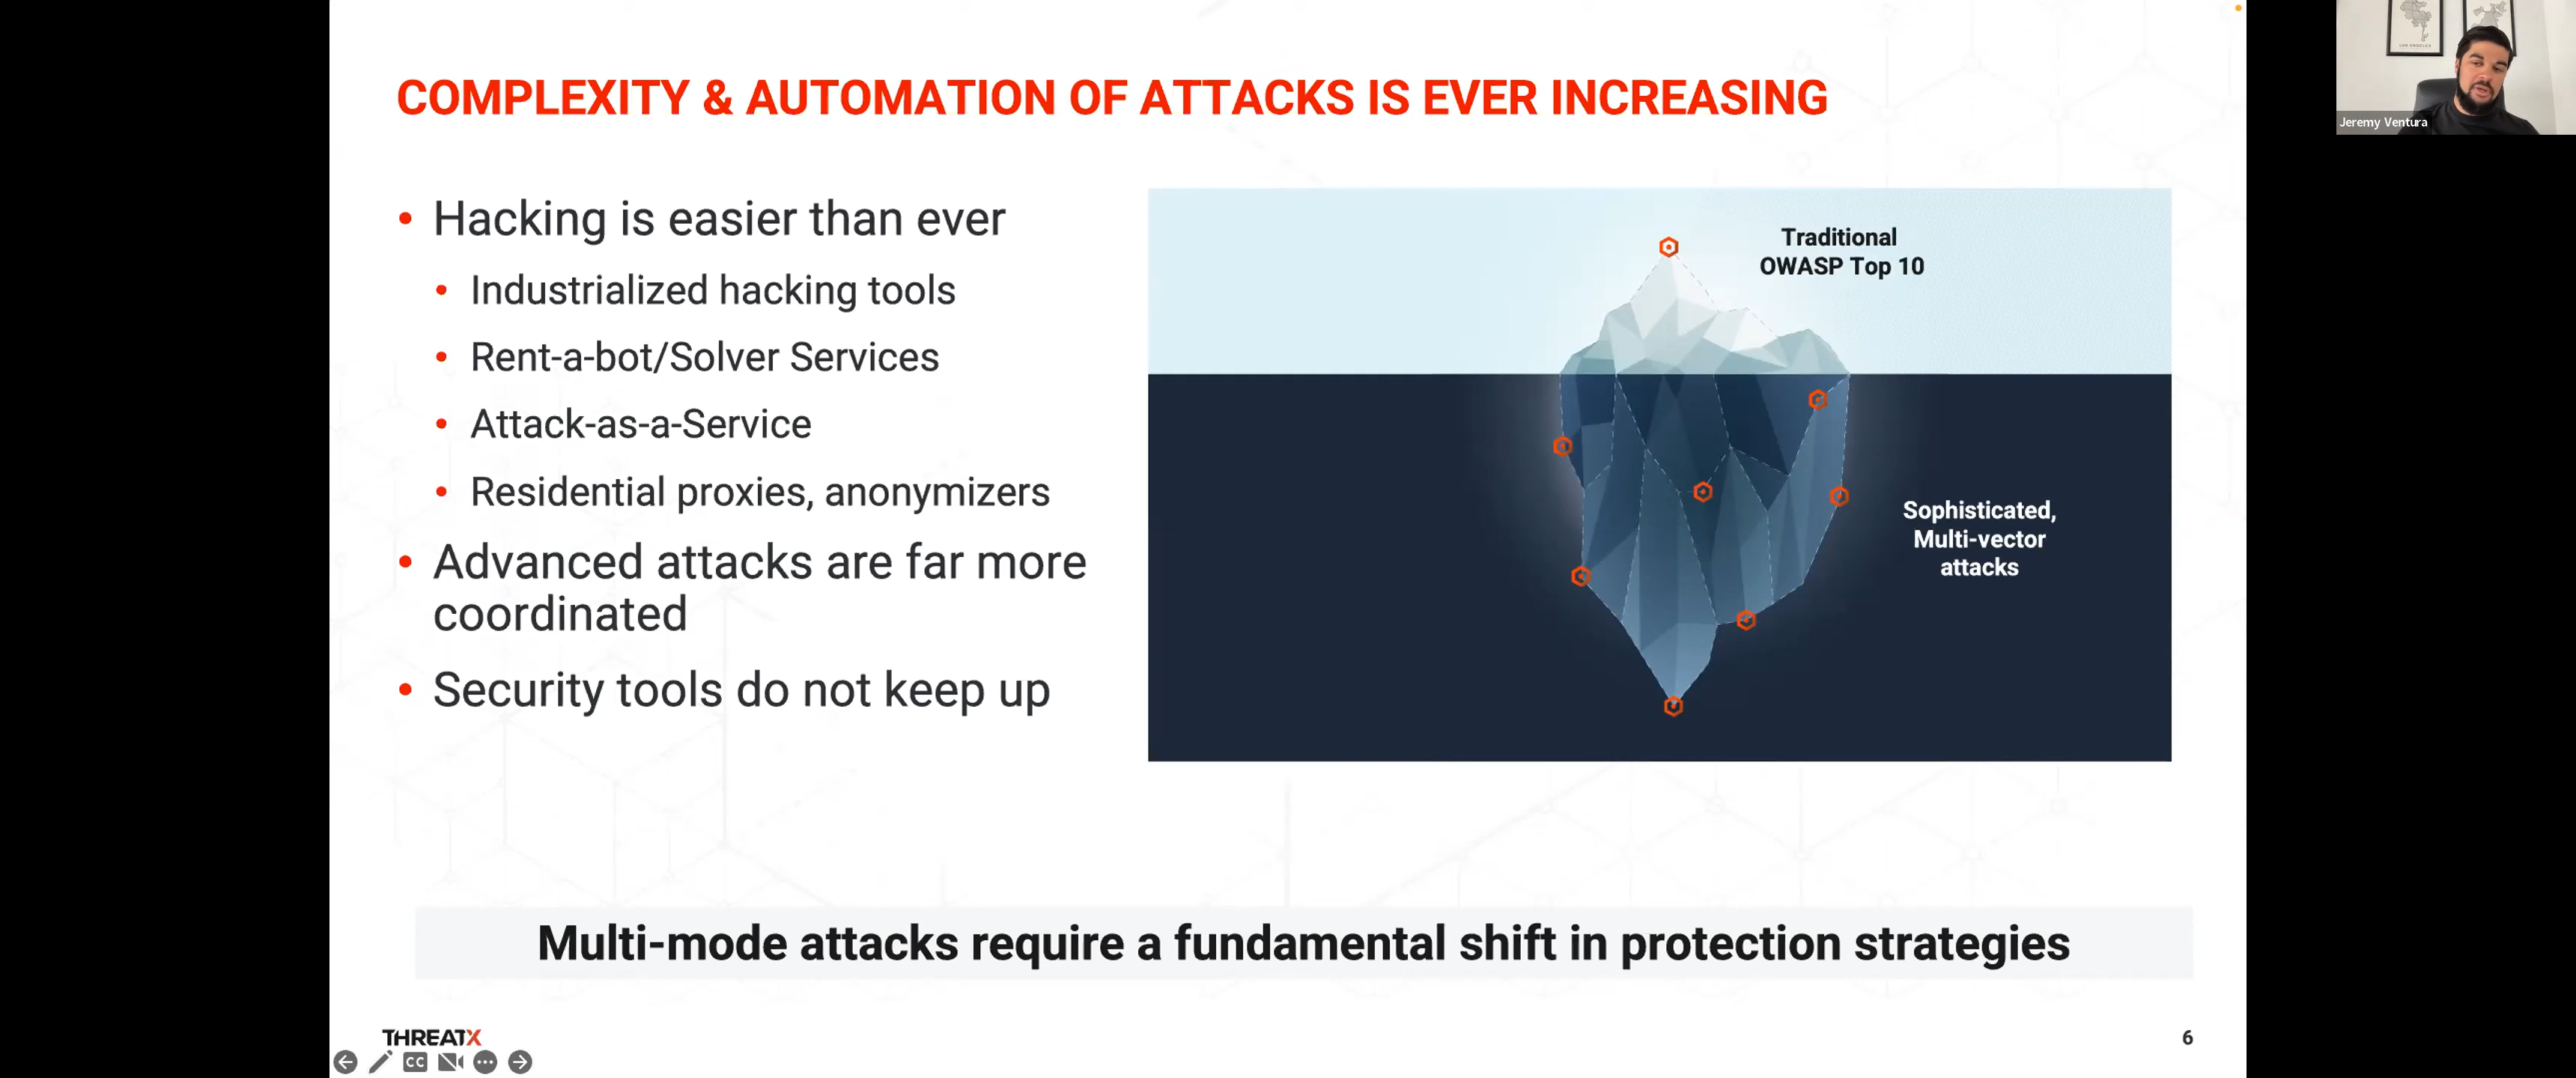 COMPLEXITY & AUTOMATION OF ATTACKS IS EVER INCREASING
Hacking is easier than ever
Industrialized hacking tools
Rent-a-bot/Solver Services
Attack-as-a-Service
Residential proxies, anonymizers
Advanced attacks are far more
coordinated
Security tools do not keep up
Traditional
OWASP Top 10
Sophisticated,
Multi-vector
attacks
Multi-mode attacks require a fundamental shift in protection strategies
THREATX
6
CC
LOS ANGELES
Jeremy Ventura